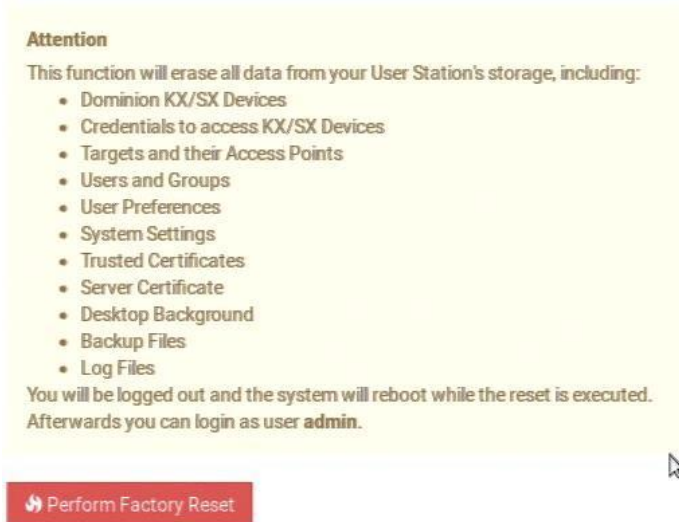 Attention
This function will erase all data from your User Station's storage, including:
• Dominion KX/SX Devices
• Credentials to access KX/SX Devices
• Targets and their Access Points
• Users and Groups
• User Preferences
• System Settings
• Trusted Certificates
• Server Certificate
• Desktop Background
• Backup Files
• Log Files
You will be logged out and the system will reboot while the reset is executed.
Afterwards you can login as user admin.
Perform Factory Reset